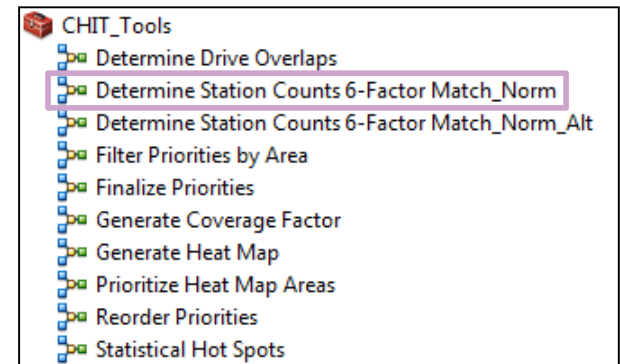 CHIT_Tools
Determine Drive Overlaps
Determine Station Counts 6-Factor Match_Norm
Determine Station Counts 6-Factor Match_Norm_Alt
Filter Priorities by Area
Finalize Priorities
Generate Coverage Factor
Generate Heat Map
Prioritize Heat Map Areas
Reorder Priorities
Statistical Hot Spots